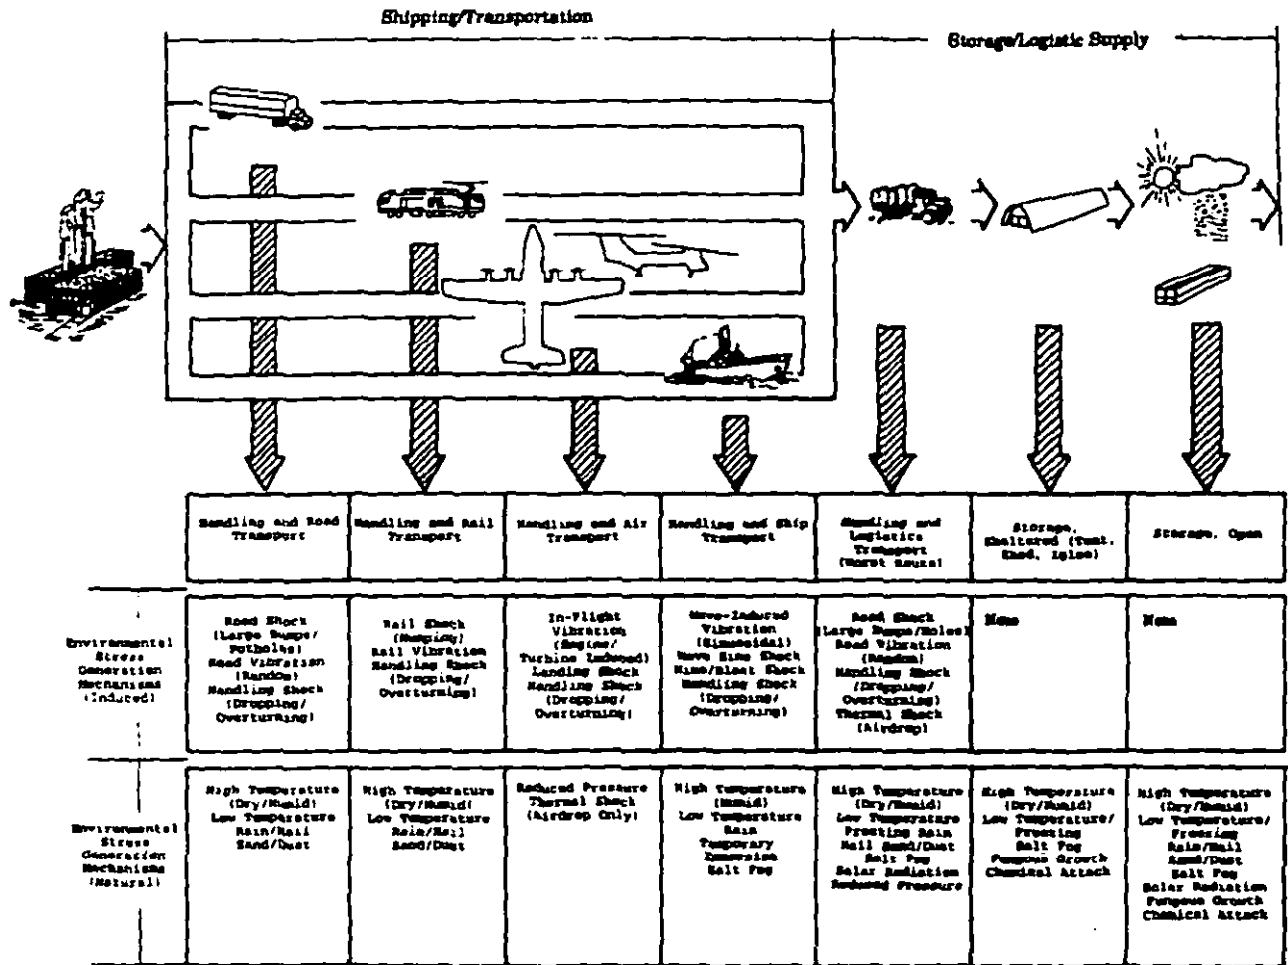 Shipping/Transportation
Storage/Logistic Supply
Handling and Road
Transport
Handling and Rail
Transport
Handling and Air
Transport
Handling and Ship
Transport
Handling and
Logistics
Transport
(Worst Route)
Storage,
Sheltered (Tent,
Shed, Igloo)
Storage, Open
Environmental
Stress
Generation
Mechanisms
(Induced)
Road Shock
(Large Bumps/
Potholes)
Road Vibration
(Random)
Handling Shock
(Dropping/
Overturning)
Rail Shock
(Humping)
Rail Vibration
Handling Shock
(Dropping/
Overturning)
In-Flight
Vibration
(Engine/
Turbine Induced)
Landing Shock
Handling Shock
(Dropping/
Overturning)
Wave-Induced
Vibration
(Sinusoidal)
Wave Sine Shock
Mine/Blast Shock
Handling Shock
(Dropping/
Overturning)
Road Shock
(Large Bumps/Holes)
Road Vibration
(Random)
Handling Shock
(Dropping/
Overturning)
Thermal Shock
(Airdrop)
None
None
Environmental
Stress
Generation
Mechanisms
(Natural)
High Temperature
(Dry/Humid)
Low Temperature
Rain/Hail
Sand/Dust
High Temperature
(Dry/Humid)
Low Temperature
Rain/Hail
Sand/Dust
Reduced Pressure
Thermal Shock
(Airdrop Only)
High Temperature
(Humid)
Low Temperature
Rain
Temporary
Immersion
Salt Fog
High Temperature
(Dry/Humid)
Low Temperature
Freezing Rain
Hail Sand/Dust
Salt Fog
Solar Radiation
Reduced Pressure
High Temperature
(Dry/Humid)
Low Temperature/
Freezing
Salt Fog
Fungous Growth
Chemical Attack
High Temperature
(Dry/Humid)
Low Temperature/
Freezing
Rain/Hail
Sand/Dust
Salt Fog
Solar Radiation
Fungous Growth
Chemical Attack